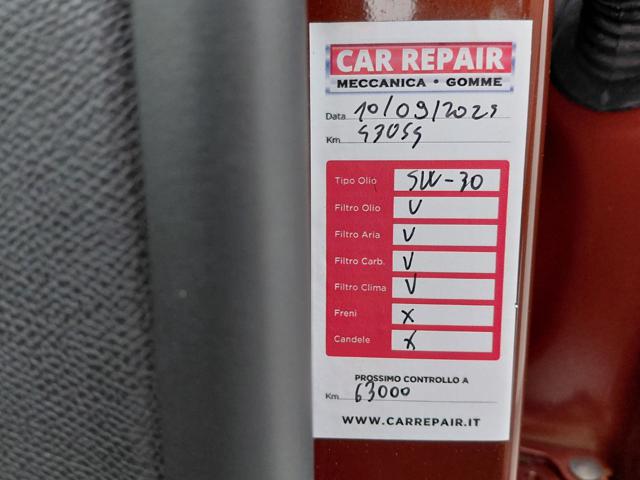 CAR REPAIR
MECCANICA • GOMME
Data 10/09/2025
Km
Tipo Olio 5W-30
Filtro Olio V
Filtro Aria V
Filtro Carb. V
Filtro Clima V
Freni X
Candele X
PROSSIMO CONTROLLO A
Km 63000
WWW.CARREPAIR.IT